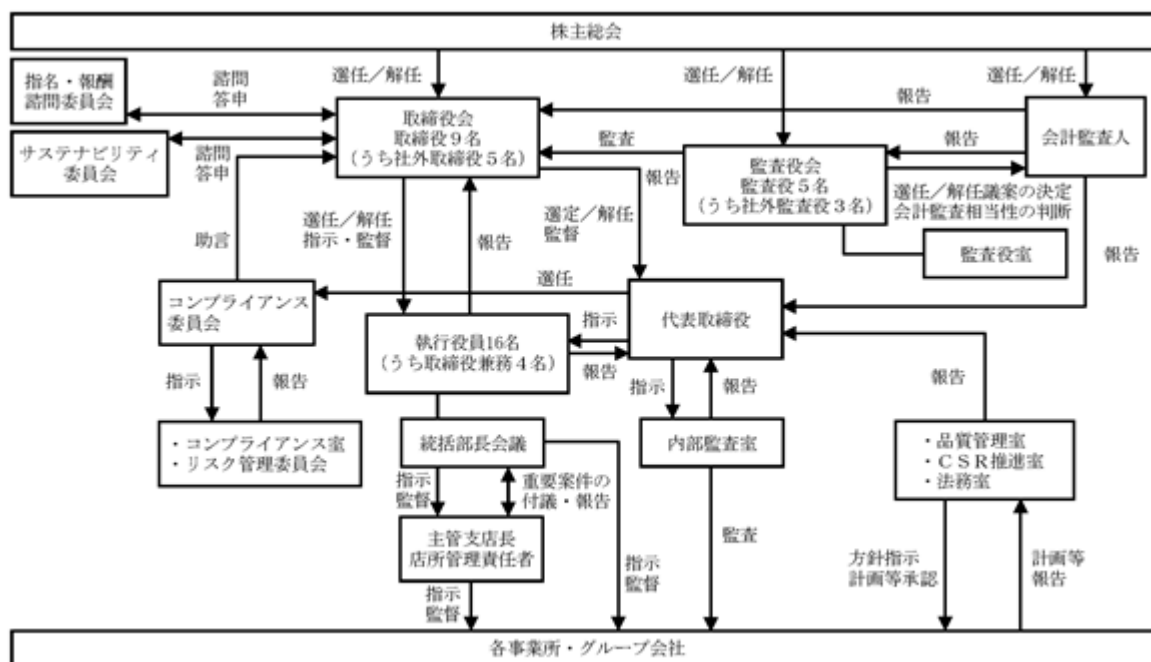 株主総会
指名・報酬
諮問委員会
諮問
答申
選任／解任
選任／解任
選任／解任
取締役会
取締役９名
（うち社外取締役５名）
報告
会計監査人
サステナビリティ
委員会
諮問
答申
監査
報告
監査役会
監査役５名
（うち社外監査役３名）
選任／解任議案の決定
会計監査相当性の判断
報告
選任／解任
指示・監督
報告
選定／解任
監督
助言
監査役室
報告
コンプライアンス
委員会
選任
代表取締役
執行役員16名
（うち取締役兼務４名）
指示
報告
指示
報告
指示
報告
報告
・コンプライアンス室
・リスク管理委員会
統括部長会議
内部監査室
・品質管理室
・ＣＳＲ推進室
・法務室
指示
監督
重要案件の
付議・報告
主管支店長
店所管理責任者
監査
方針指示
計画等承認
計画等
報告
指示
監督
指示
監督
各事業所・グループ会社